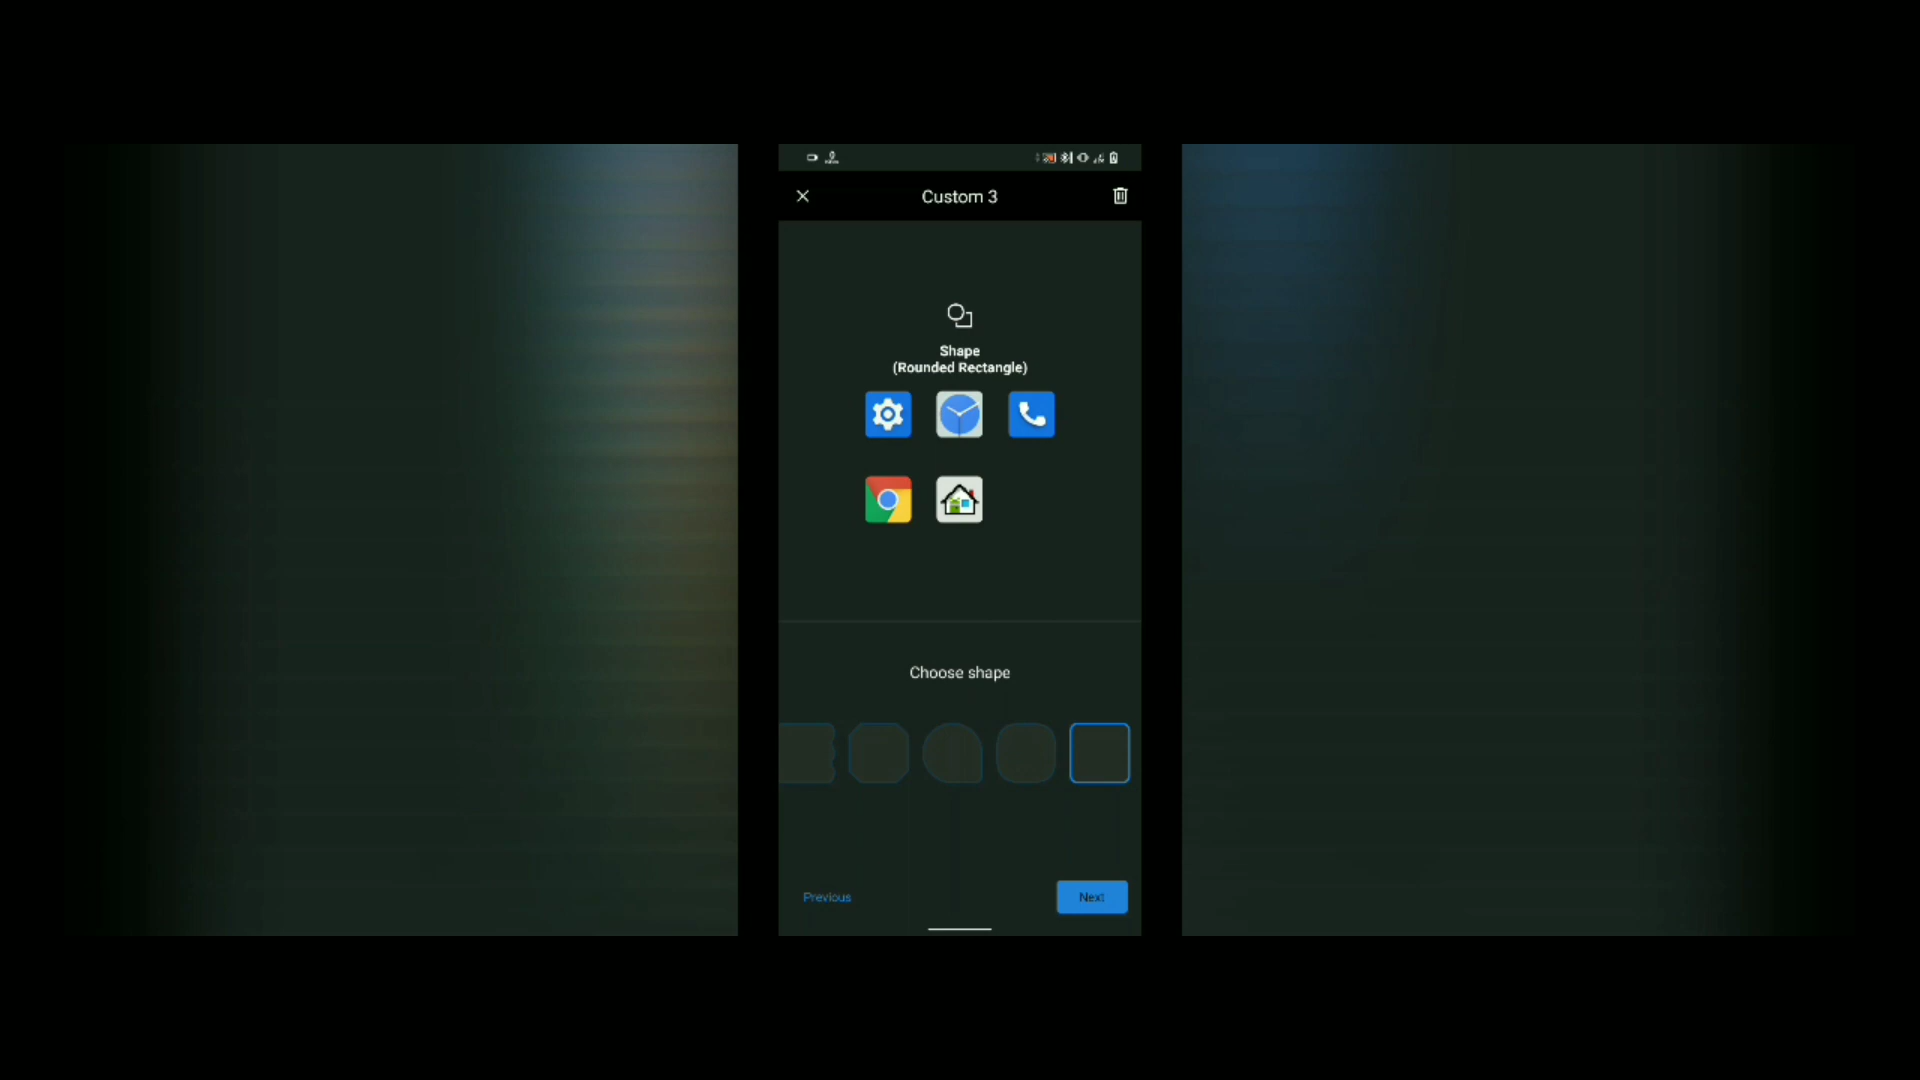 Custom 3
Shape
(Rounded Rectangle)
Choose shape
Previous
Next